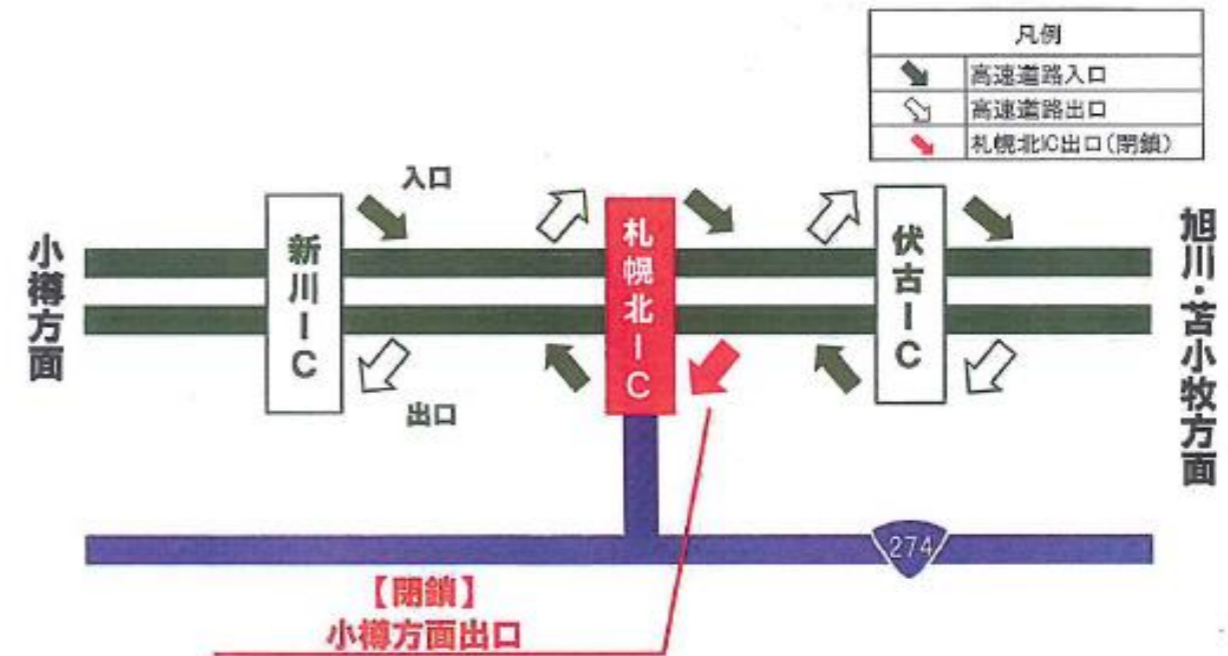 凡例
高速道路入口
高速道路出口
札幌北IC出口(閉鎖)
入口
小樽方面
新川IC
札幌北IC
伏古IC
旭川・苫小牧方面
出口
274
【閉鎖】
小樽方面出口